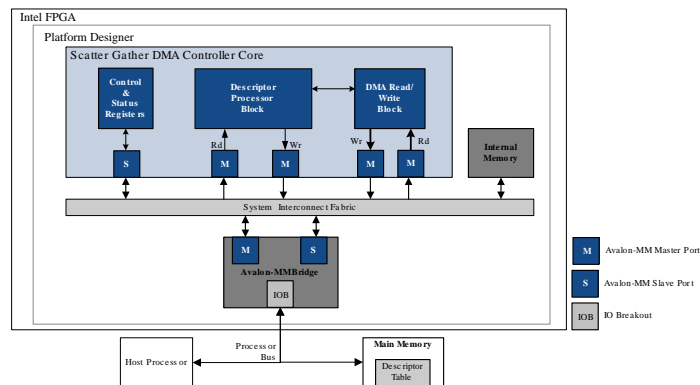 Intel FPGA
Platform Designer
Scatter Gather DMA Controller Core
Control
&
Status
Registers
Descriptor
Processor
Block
DMA Read/
Write
Block
Rd
Wr
Wr
Rd
S
M
M
M
M
Internal
Memory
System Interconnect Fabric
M
S
Avalon-MMBridge
IOB
M
Avalon-MM Master Port
S
Avalon-MM Slave Port
IOB
IO Breakout
Processor
Bus
Host Processor
Main Memory
Descriptor
Table